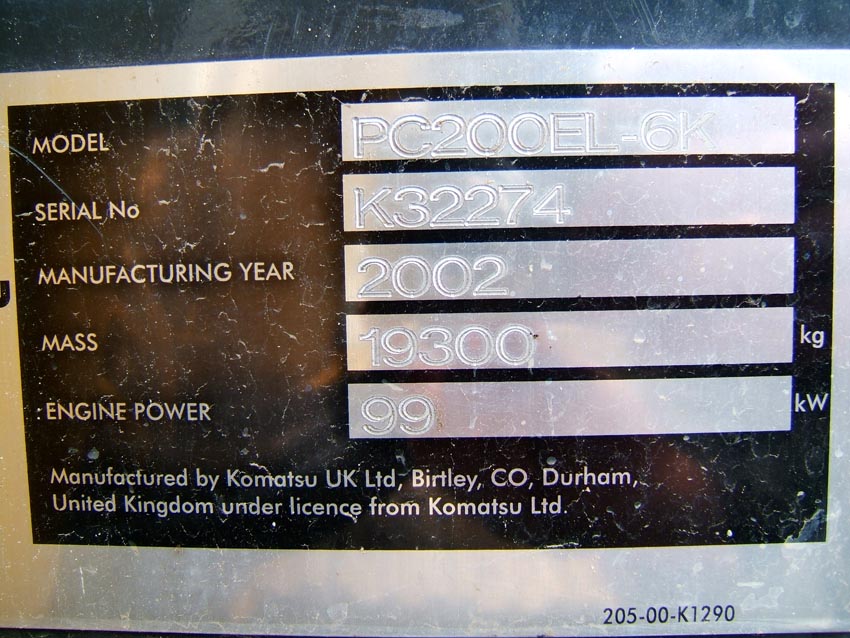 MODEL PC200EL-6K
SERIAL No K32274
MANUFACTURING YEAR 2002
MASS 19300 kg
ENGINE POWER 99 kW
Manufactured by Komatsu UK Ltd, Birtley, CO, Durham,
United Kingdom under licence from Komatsu Ltd.
205-00-K1290